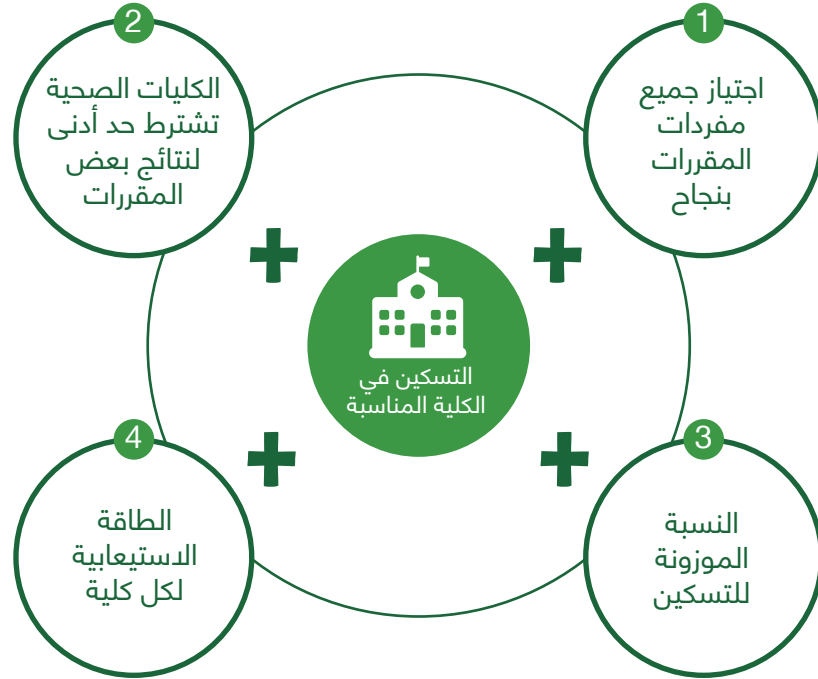 1
اجتياز جميع
مفردات
المقررات
بنجاح
2
الكليات الصحية
تشترط حد أدنى
لنتائج بعض
المقررات
التسكين في
الكلية المناسبة
3
النسبة
الموزونة
للتسكين
4
الطاقة
الاستيعابية
لكل كلية